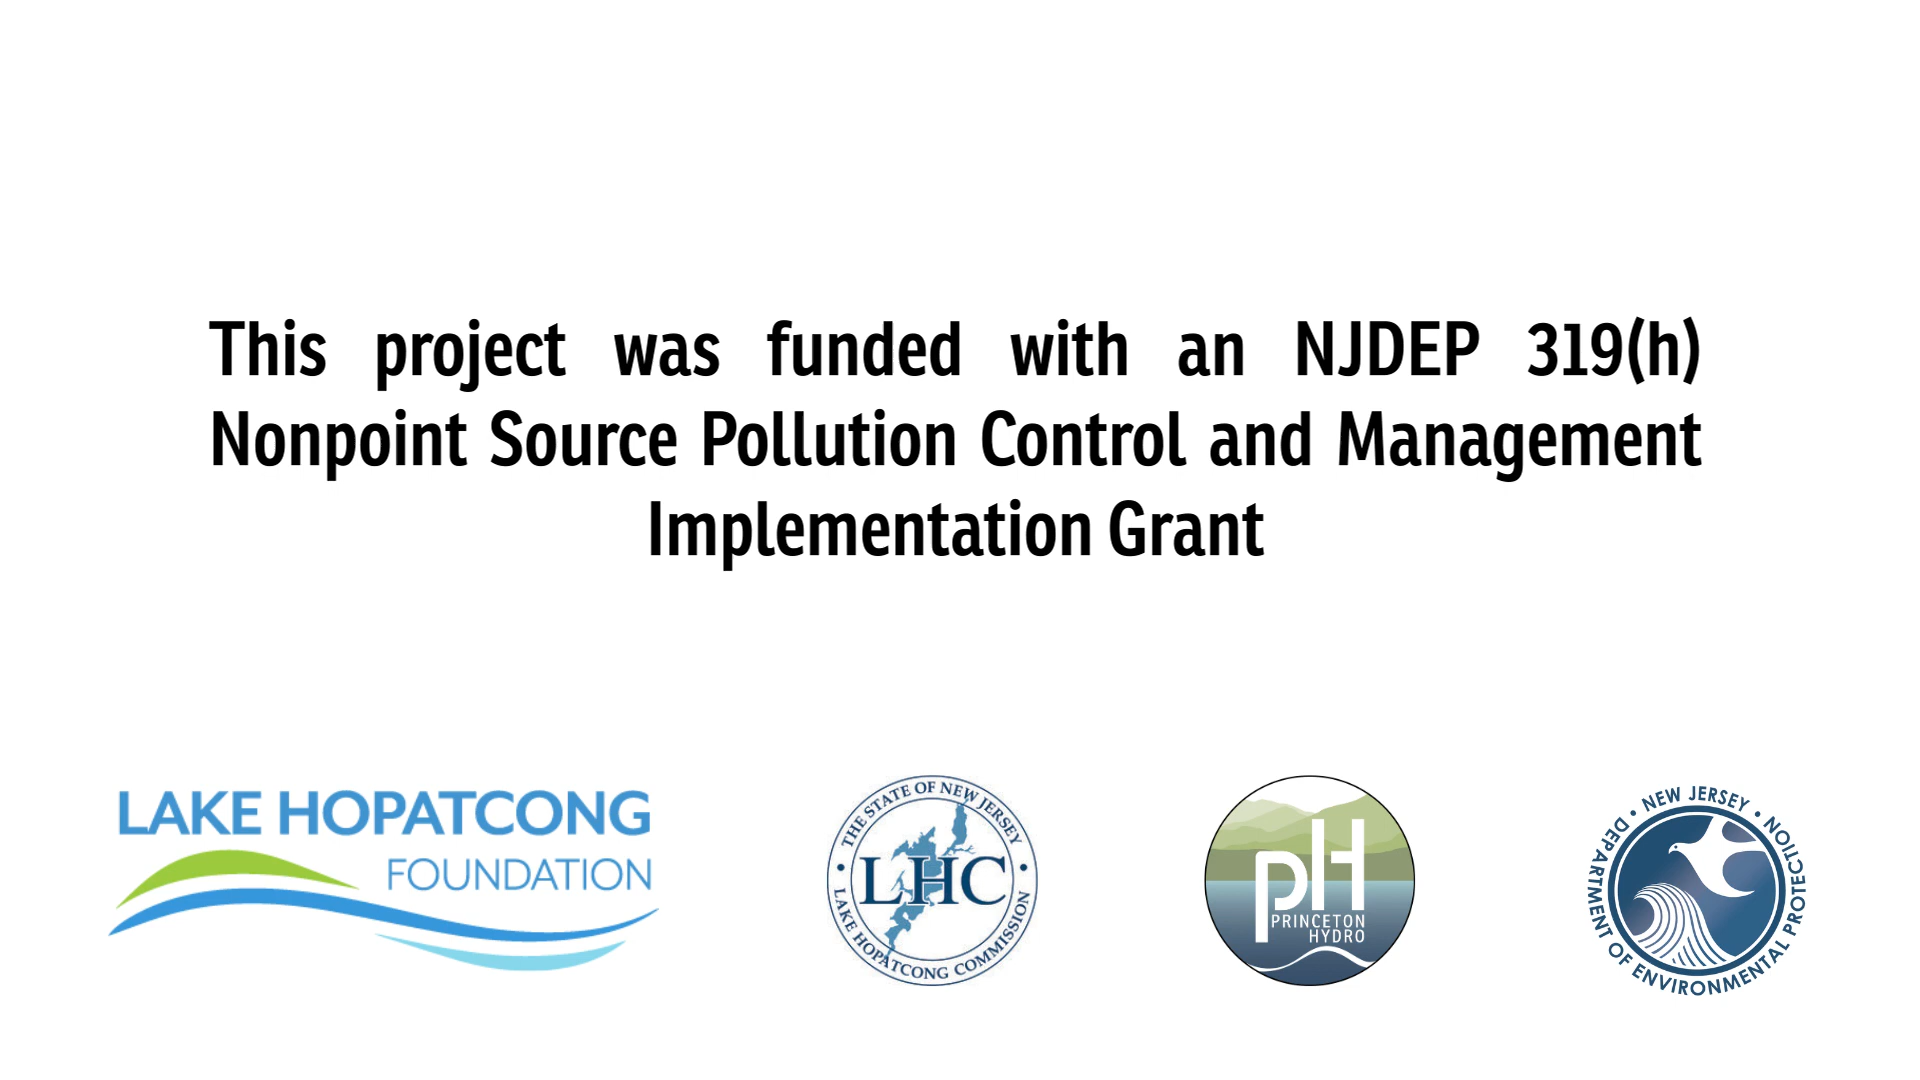 This project was funded with an NJDEP 319(h)
Nonpoint Source Pollution Control and Management
Implementation Grant
LAKE HOPATCONG
FOUNDATION
THE STATE OF NEW JERSEY
LHC
LAKE HOPATCONG COMMISSION
pH
PRINCETON
HYDRO
NEW JERSEY
DEPARTMENT OF ENVIRONMENTAL PROTECTION